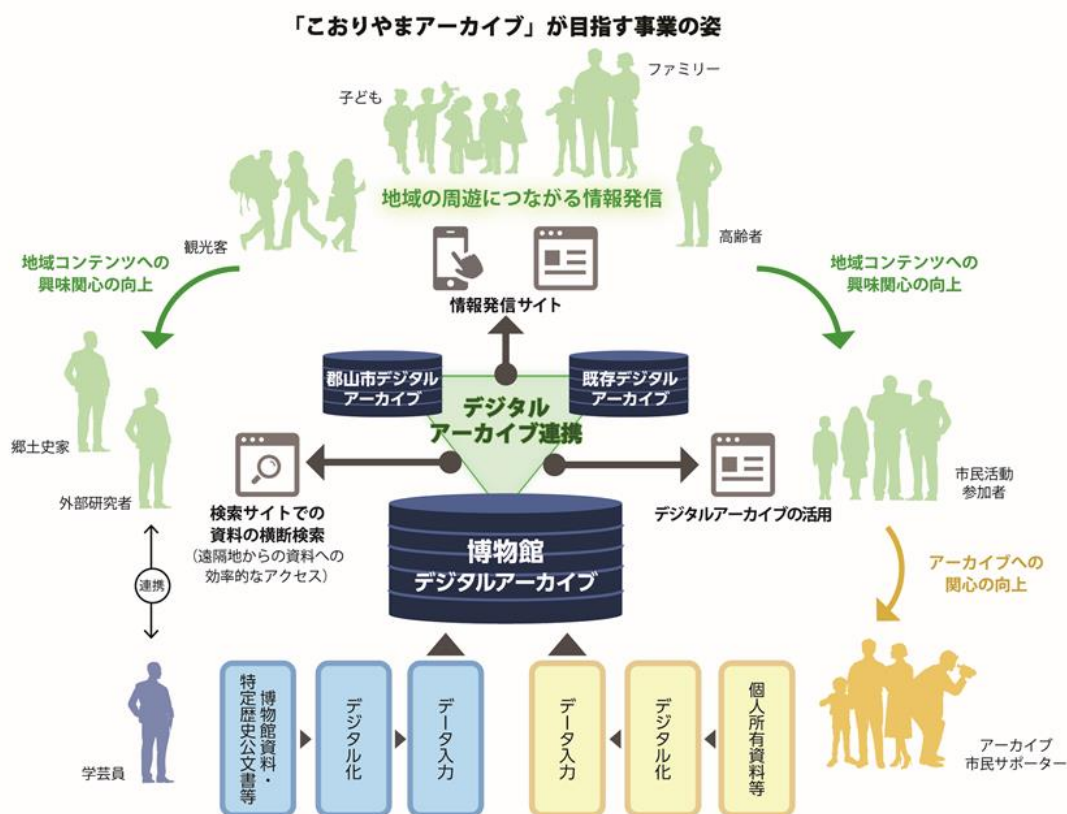 「こおりやまアーカイブ」が目指す事業の姿
ファミリー
子ども
地域の周遊につながる情報発信
観光客
高齢者
地域コンテンツへの
興味関心の向上
地域コンテンツへの
興味関心の向上
情報発信サイト
郡山市デジタル
アーカイブ
既存デジタル
アーカイブ
デジタル
アーカイブ連携
郷土史家
外部研究者
市民活動
参加者
検索サイトでの
資料の横断検索
(遠隔地からの資料への
効率的なアクセス)
デジタルアーカイブの活用
博物館
デジタルアーカイブ
アーカイブへの
関心の向上
連携
学芸員
博物館資料・
特定歴史公文書等
デジタル化
データ入力
データ入力
デジタル化
個人所有資料等
アーカイブ
市民サポーター